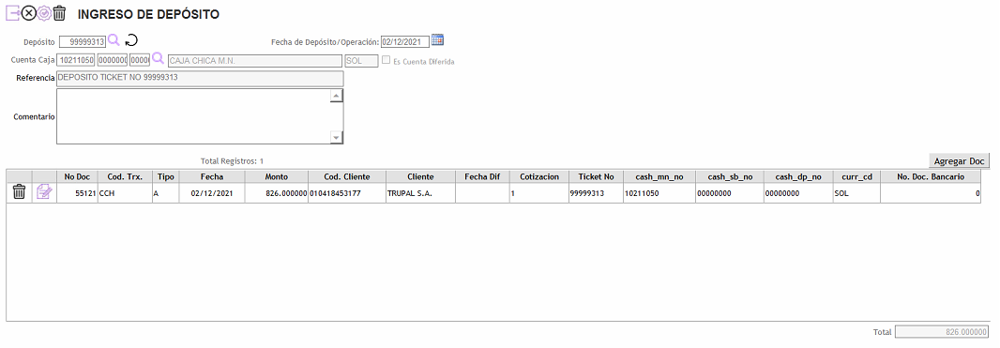 INGRESO DE DEPÓSITO
Depósito 99999313 Fecha de Depósito/Operación: 02/12/2021
Cuenta Caja 10211050 0000000 0000 CAJA CHICA M.N. SOL Es Cuenta Diferida
Referencia DEPOSITO TICKET NO 99999313
Comentario
Total Registros: 1 Agregar Doc
No Doc Cod. Trx. Tipo Fecha Monto Cod. Cliente Cliente Fecha Dif Cotizacion Ticket No cash_mn_no cash_sb_no cash_dp_no curr_cd No. Doc. Bancario
55121 CCH A 02/12/2021 826.000000 010418453177 TRUPAL S.A. 1 99999313 10211050 00000000 00000000 SOL 0
Total 826.000000